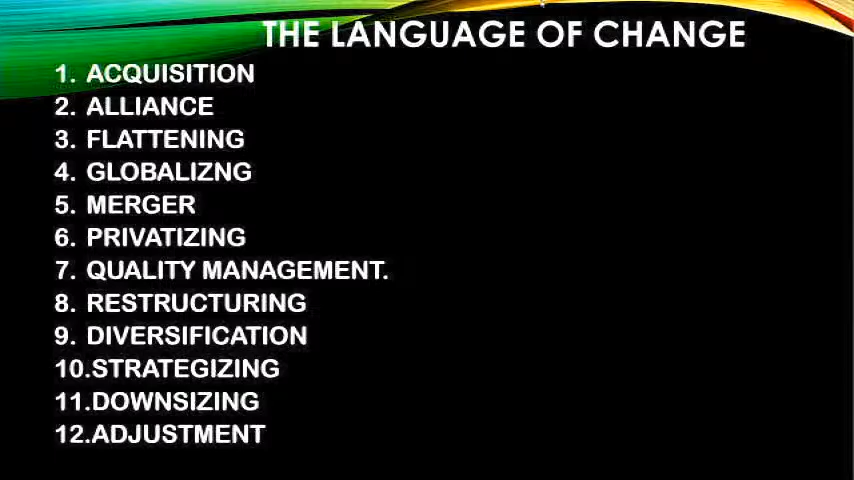 THE LANGUAGE OF CHANGE
1. ACQUISITION
2. ALLIANCE
3. FLATTENING
4. GLOBALIZNG
5. MERGER
6. PRIVATIZING
7. QUALITY MANAGEMENT.
8. RESTRUCTURING
9. DIVERSIFICATION
10.STRATEGIZING
11.DOWNSIZING
12.ADJUSTMENT